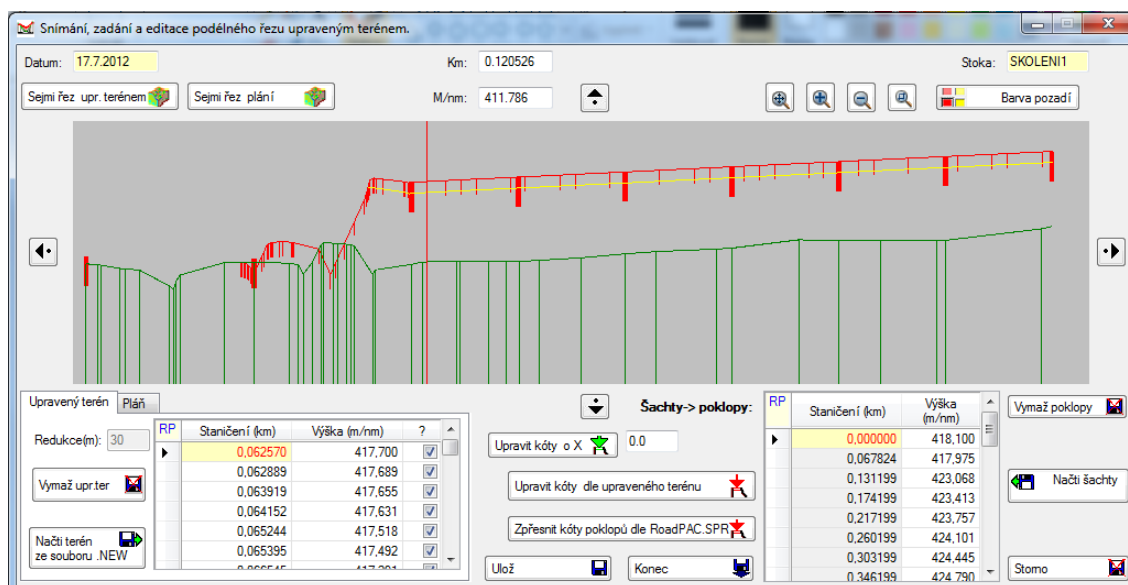 Snímání, zadání a editace podélného řezu upraveným terénem.
Datum: 17.7.2012 Km: 0.120526 Stoka: SKOLENI1
Sejmi řez upr. terénem Sejmi řez plání M/nm: 411.786 Barva pozadí
Upravený terén Pláň
Redukce(m): 30
Vymaž upr.ter
Načti terén
ze souboru .NEW
RP Staničení (km) Výška (m/nm) ?
0,062570 417,700
0,062889 417,689
0,063919 417,655
0,064152 417,631
0,065244 417,518
0,065395 417,492
Šachty-> poklopy:
Upravit kóty o X 0.0
Upravit kóty dle upraveného terénu
Zpřesnit kóty poklopů dle RoadPAC.SPR
Ulož Konec
RP Staničení (km) Výška
(m/nm)
0,000000 418,100
0,067824 417,975
0,131199 423,068
0,174199 423,413
0,217199 423,757
0,260199 424,101
0,303199 424,445
0,346199 424,790
Vymaž poklopy
Načti šachty
Storno